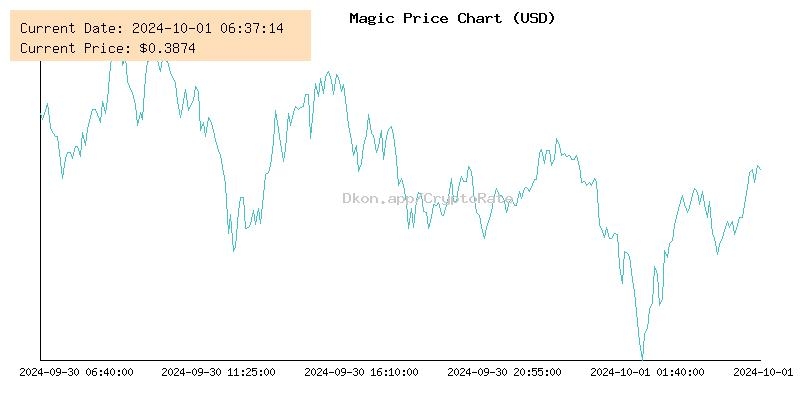 Magic Price Chart (USD)
Current Date: 2024-10-01 06:37:14
Current Price: $0.3874
Dkon.app/CryptoRate
2024-09-30 06:40:00 2024-09-30 11:25:00 2024-09-30 16:10:00 2024-09-30 20:55:00 2024-10-01 01:40:00 2024-10-01